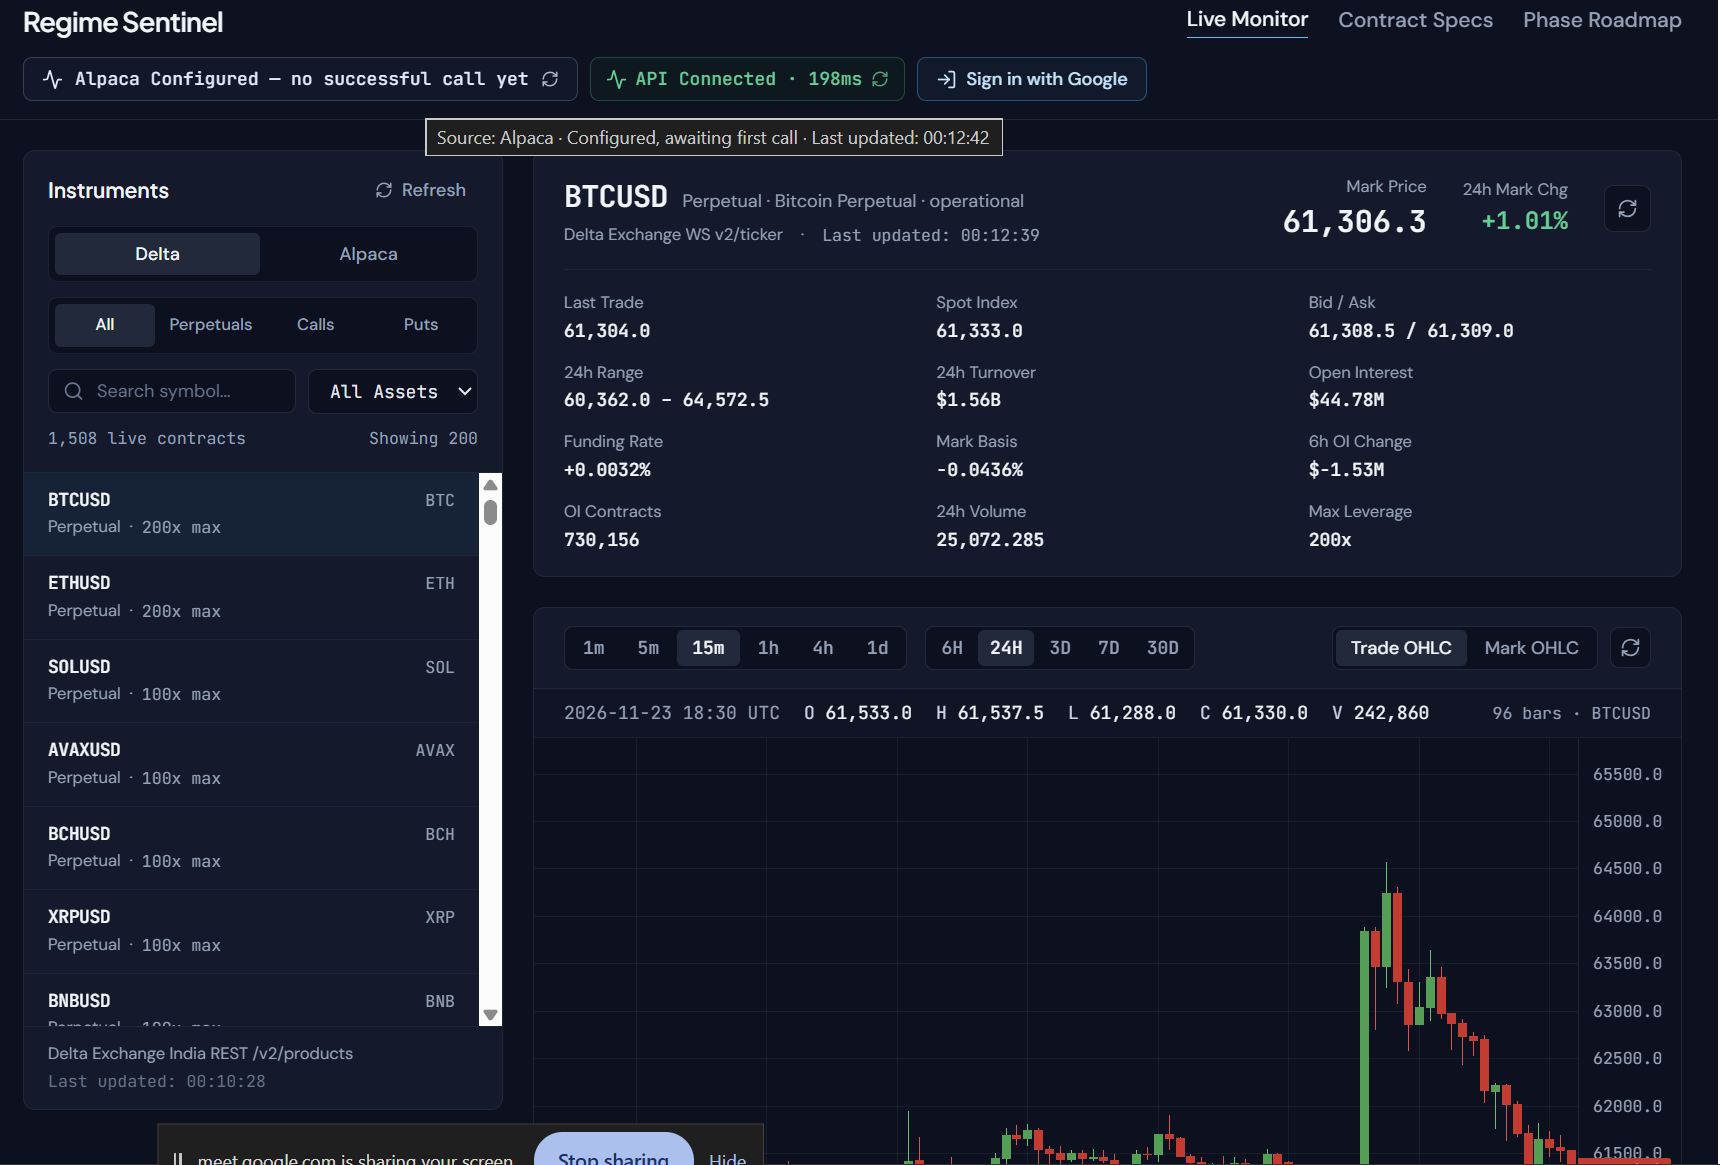 Regime Sentinel
Live Monitor Contract Specs Phase Roadmap
Alpaca Configured — no successful call yet
API Connected · 198ms
Sign in with Google
Source: Alpaca · Configured, awaiting first call · Last updated: 00:12:42
Instruments
Refresh
Delta Alpaca
All Perpetuals Calls Puts
Search symbol...
All Assets
1,508 live contracts Showing 200
BTCUSD BTC
Perpetual · 200x max
ETHUSD ETH
Perpetual · 200x max
SOLUSD SOL
Perpetual · 100x max
AVAXUSD AVAX
Perpetual · 100x max
BCHUSD BCH
Perpetual · 100x max
XRPUSD XRP
Perpetual · 100x max
BNBUSD BNB
Perpetual · 100x max
Delta Exchange India REST /v2/products
Last updated: 00:10:28
BTCUSD Perpetual · Bitcoin Perpetual · operational
Delta Exchange WS v2/ticker · Last updated: 00:12:39
Mark Price
61,306.3
24h Mark Chg
+1.01%
Last Trade
61,304.0
Spot Index
61,333.0
Bid / Ask
61,308.5 / 61,309.0
24h Range
60,362.0 – 64,572.5
24h Turnover
$1.56B
Open Interest
$44.78M
Funding Rate
+0.0032%
Mark Basis
-0.0436%
6h OI Change
$-1.53M
OI Contracts
730,156
24h Volume
25,072.285
Max Leverage
200x
1m 5m 15m 1h 4h 1d
6H 24H 3D 7D 30D
Trade OHLC Mark OHLC
2026-11-23 18:30 UTC O 61,533.0 H 61,537.5 L 61,288.0 C 61,330.0 V 242,860
96 bars · BTCUSD
65500.0
65000.0
64500.0
64000.0
63500.0
63000.0
62500.0
62000.0
61500.0
meet.google.com is sharing your screen.
Stop sharing
Hide